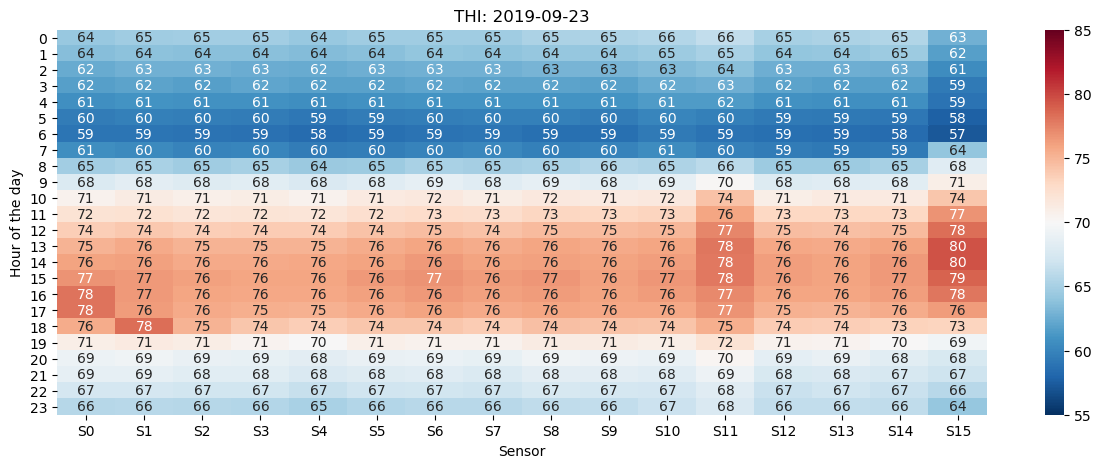 THI: 2019-09-23
0 64 65 65 65 64 65 65 65 65 65 66 66 65 65 65 63
1 64 64 64 64 64 64 64 64 64 64 65 65 64 64 65 62
2 62 63 63 63 62 63 63 63 63 63 63 64 63 63 63 61
3 62 62 62 62 62 62 62 62 62 62 62 63 62 62 62 59
4 61 61 61 61 61 61 61 61 61 61 61 62 61 61 61 59
5 60 60 60 60 59 59 60 60 60 60 60 60 59 59 59 58
6 59 59 59 59 58 59 59 59 59 59 59 59 59 59 58 57
7 61 60 60 60 60 60 60 60 60 60 61 60 59 59 59 64
8 65 65 65 65 64 65 65 65 65 66 65 66 65 65 65 68
9 68 68 68 68 68 68 69 68 69 68 69 70 68 68 68 71
10 71 71 71 71 71 71 72 71 72 71 72 74 71 71 71 74
11 72 72 72 72 72 72 73 73 73 73 73 76 73 73 73 77
12 74 74 74 74 74 74 75 74 75 75 75 77 75 74 75 78
13 75 76 75 75 75 76 76 76 76 76 76 78 76 76 76 80
14 76 76 76 76 76 76 76 76 76 76 76 78 76 76 76 80
15 77 77 76 76 76 76 77 76 77 76 77 78 76 76 77 79
16 78 77 76 76 76 76 76 76 76 76 76 77 76 76 76 78
17 78 76 76 75 75 76 76 76 76 76 76 77 75 75 76 76
18 76 78 75 74 74 74 74 74 74 74 74 75 74 74 73 73
19 71 71 71 71 70 71 71 71 71 71 71 72 71 71 70 69
20 69 69 69 69 68 69 69 69 69 69 69 70 69 69 68 68
21 69 69 68 68 68 68 68 68 68 68 68 69 68 68 67 67
22 67 67 67 67 67 67 67 67 67 67 67 68 67 67 67 66
23 66 66 66 66 65 66 66 66 66 66 67 68 66 66 66 64
S0 S1 S2 S3 S4 S5 S6 S7 S8 S9 S10 S11 S12 S13 S14 S15
Sensor
Hour of the day
85
80
75
70
65
60
55